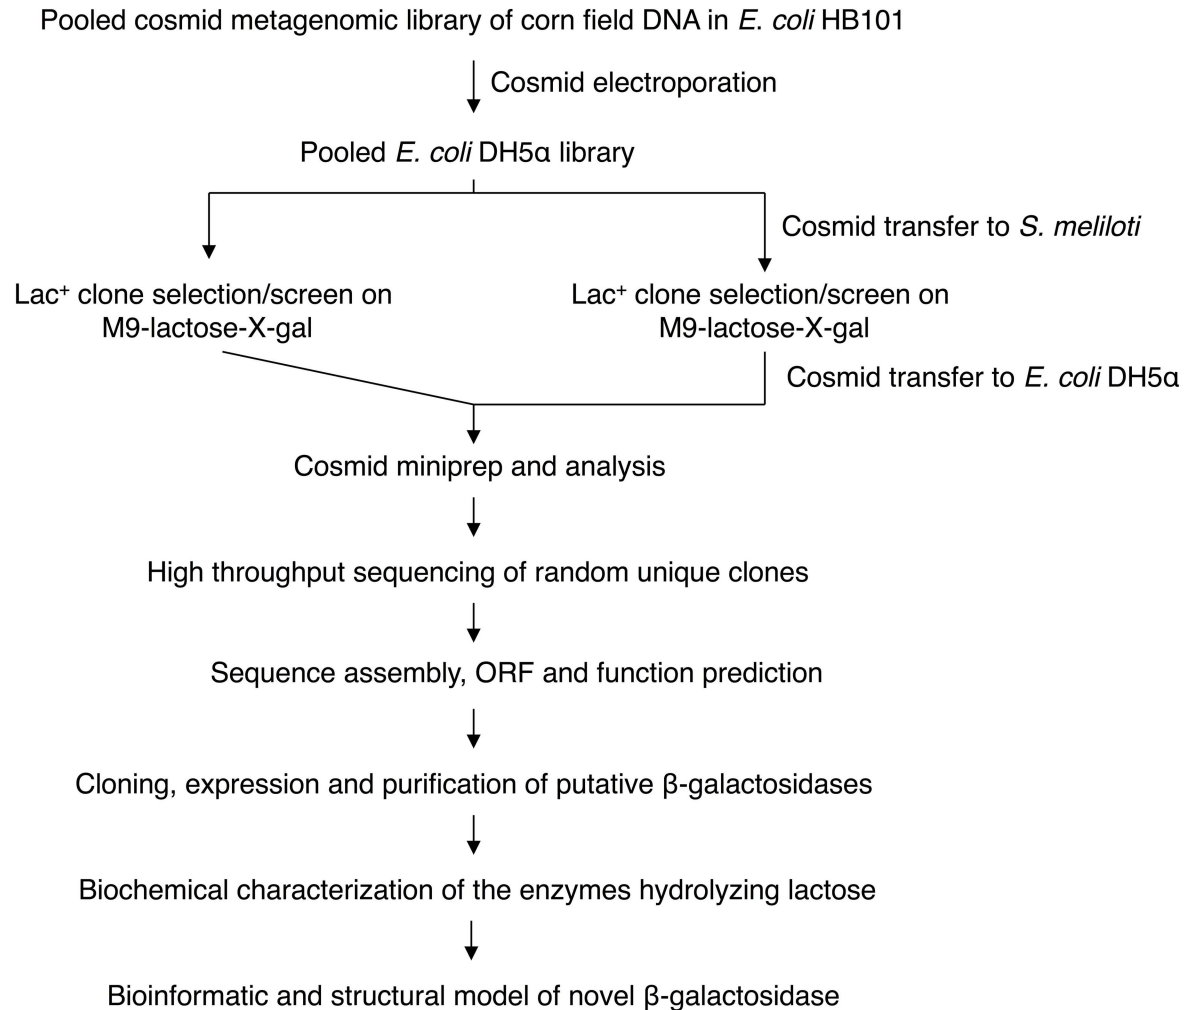 Pooled cosmid metagenomic library of corn field DNA in E. coli HB101
Cosmid electroporation
Pooled E. coli DH5α library
Cosmid transfer to S. meliloti
Lac⁺ clone selection/screen on
M9-lactose-X-gal
Lac⁺ clone selection/screen on
M9-lactose-X-gal
Cosmid transfer to E. coli DH5α
Cosmid miniprep and analysis
High throughput sequencing of random unique clones
Sequence assembly, ORF and function prediction
Cloning, expression and purification of putative β-galactosidases
Biochemical characterization of the enzymes hydrolyzing lactose
Bioinformatic and structural model of novel β-galactosidase